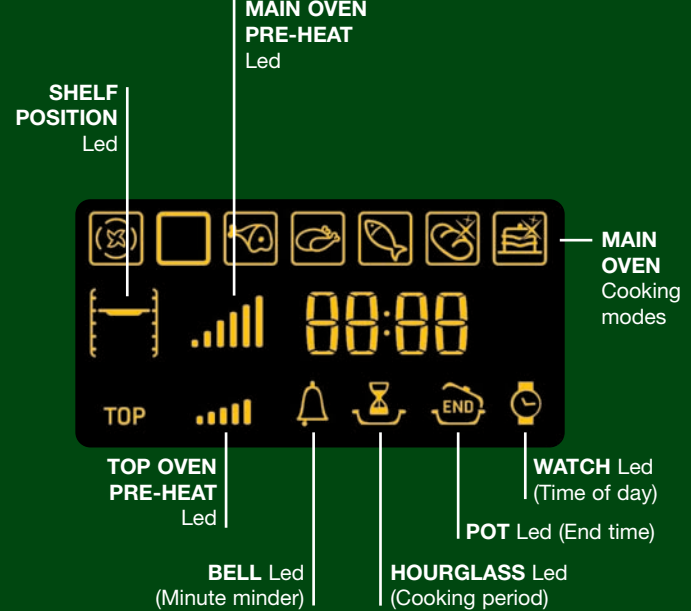 MAIN OVEN
PRE-HEAT
Led
SHELF
POSITION
Led
MAIN
OVEN
Cooking
modes
88:88
TOP
END
TOP OVEN
PRE-HEAT
Led
WATCH Led
(Time of day)
POT Led (End time)
BELL Led
(Minute minder)
HOURGLASS Led
(Cooking period)